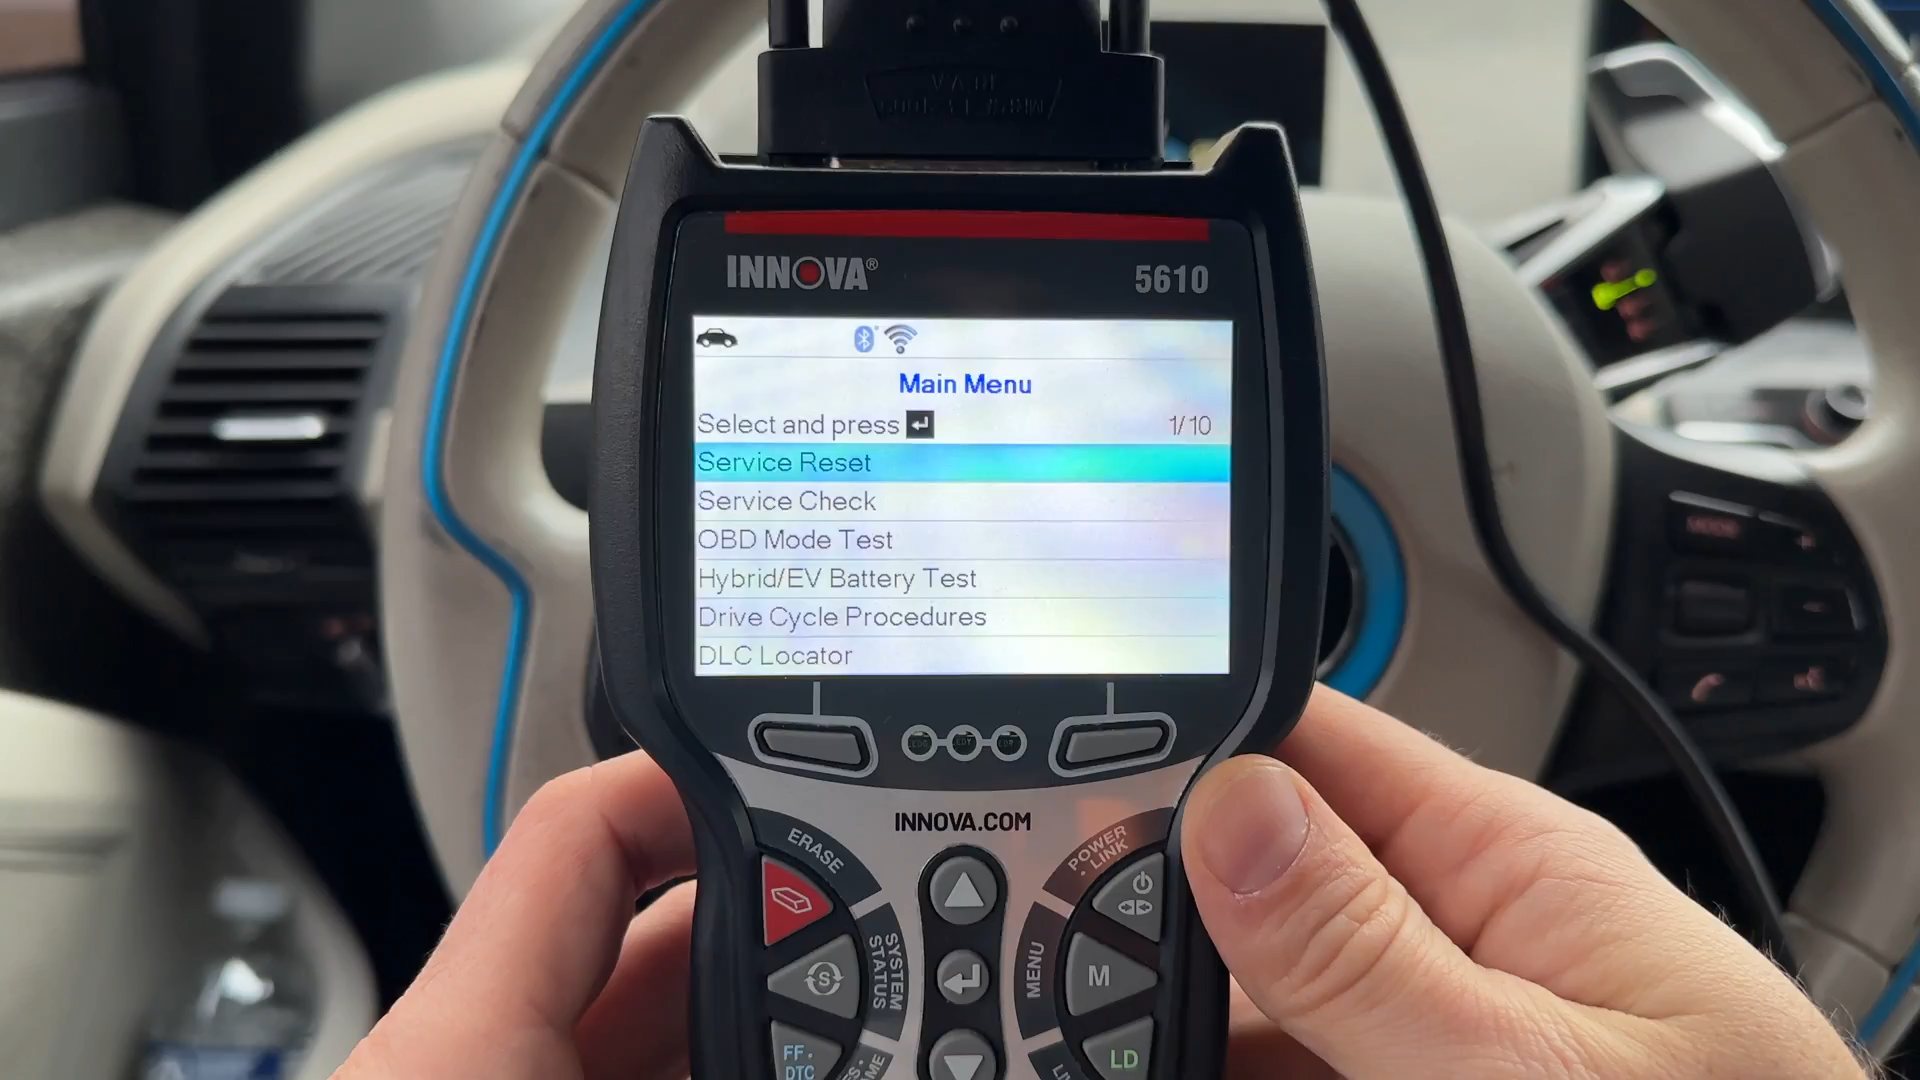 INNOVA®
5610
Main Menu
Select and press
1/10
Service Reset
Service Check
OBD Mode Test
Hybrid/EV Battery Test
Drive Cycle Procedures
DLC Locator
INNOVA.COM
ERASE
POWER
• LINK
SYSTEM
STATUS
S
MENU
M
FF •
DTC
LD
MODE
+
-